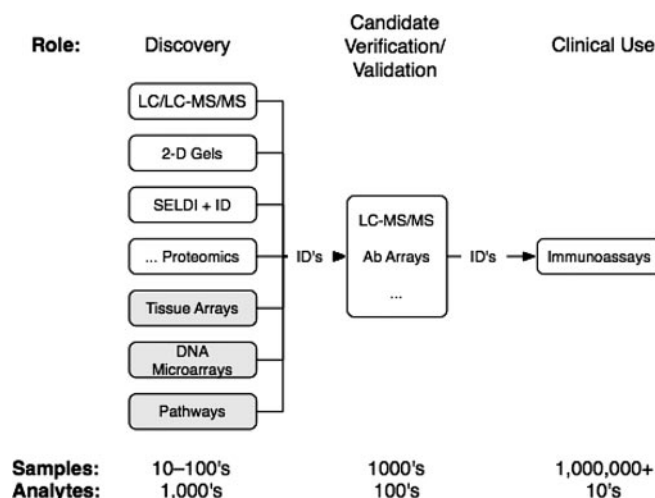 Role:
Discovery
Candidate
Verification/
Validation
Clinical Use
LC/LC-MS/MS
2-D Gels
SELDI + ID
... Proteomics
Tissue Arrays
DNA
Microarrays
Pathways
ID's
LC-MS/MS
Ab Arrays
...
ID's
Immunoassays
Samples: 10–100's 1000's 1,000,000+
Analytes: 1,000's 100's 10's